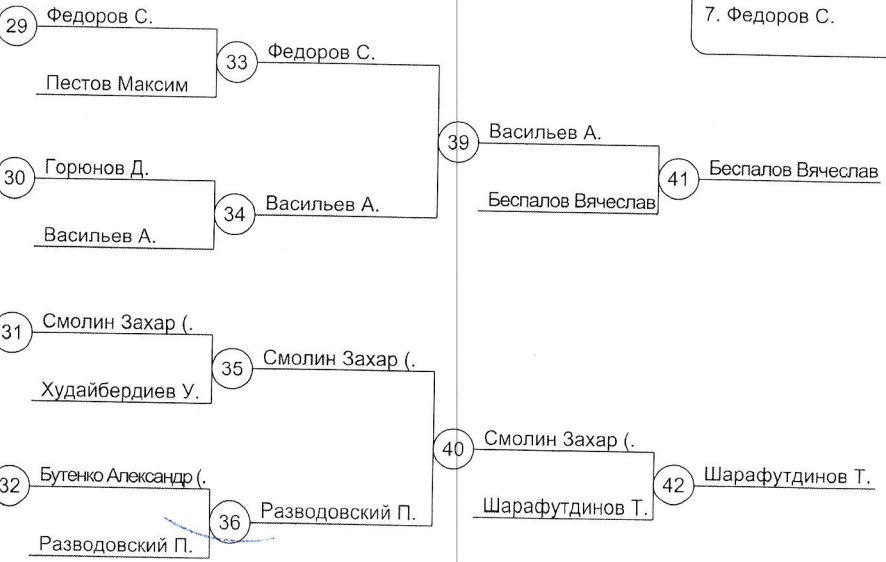 29 Федоров С.
Пестов Максим
33 Федоров С.
30 Горюнов Д.
Васильев А.
34 Васильев А.
39 Васильев А.
Беспалов Вячеслав
41 Беспалов Вячеслав
7. Федоров С.
31 Смолин Захар (.
Худайбердиев У.
35 Смолин Захар (.
32 Бутенко Александр (.
Разводовский П.
36 Разводовский П.
40 Смолин Захар (.
Шарафутдинов Т.
42 Шарафутдинов Т.